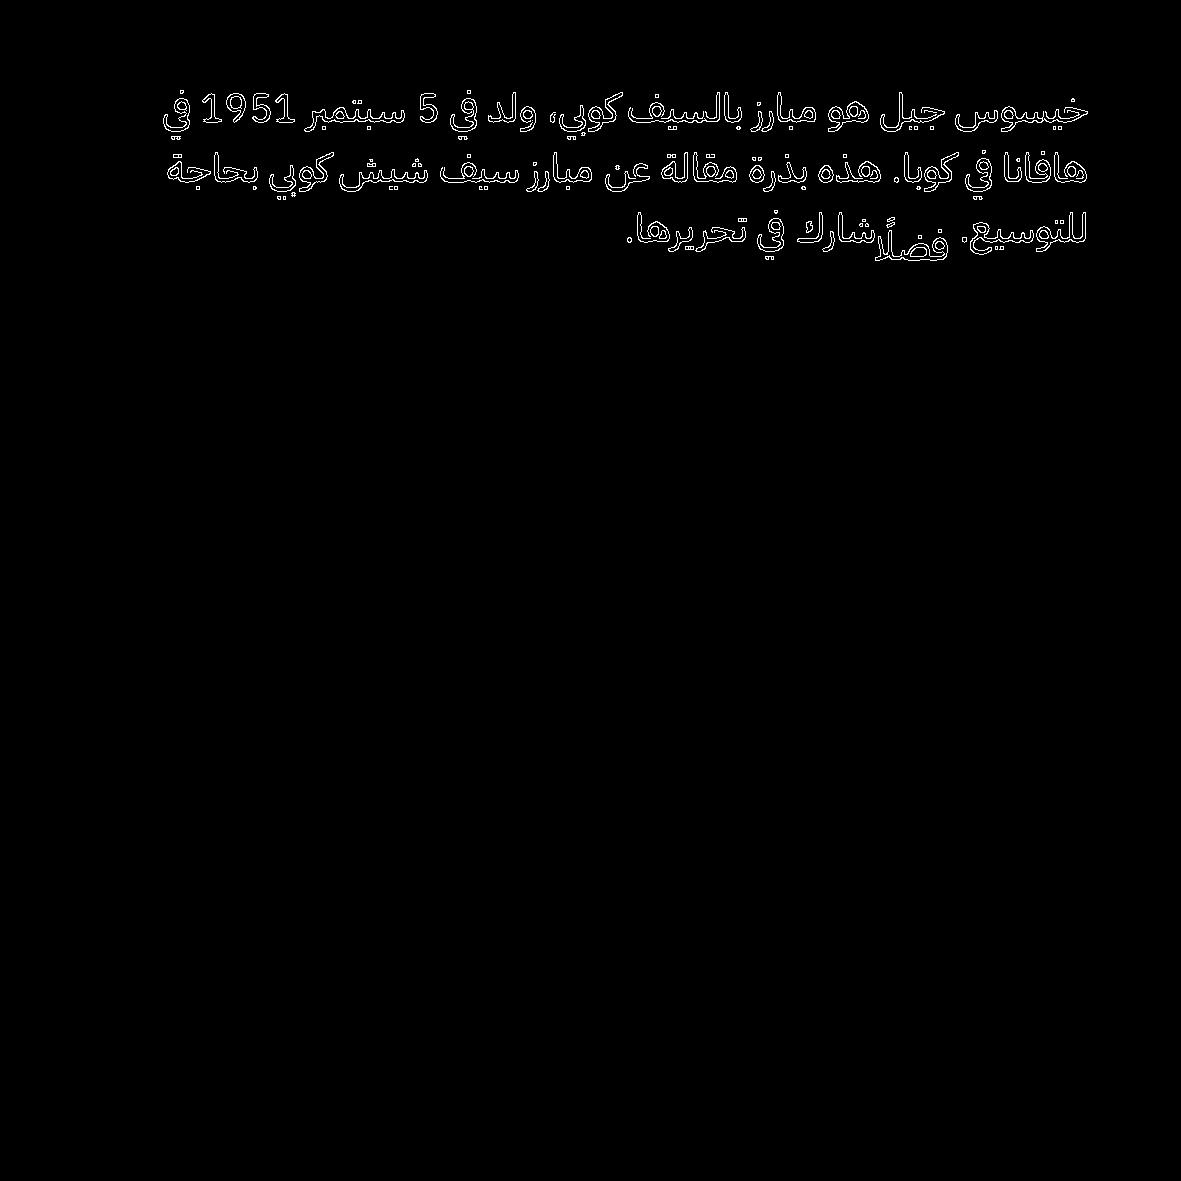 خيسوس جيل هو مبارز بالسيف كوبي، ولد في 5 سبتمبر 1951 في
هافانا في كوبا. هذه بذرة مقالة عن مبارز سيف شيش كوبي بحاجة
للتوسيع. فضلًا شارك في تحريرها.